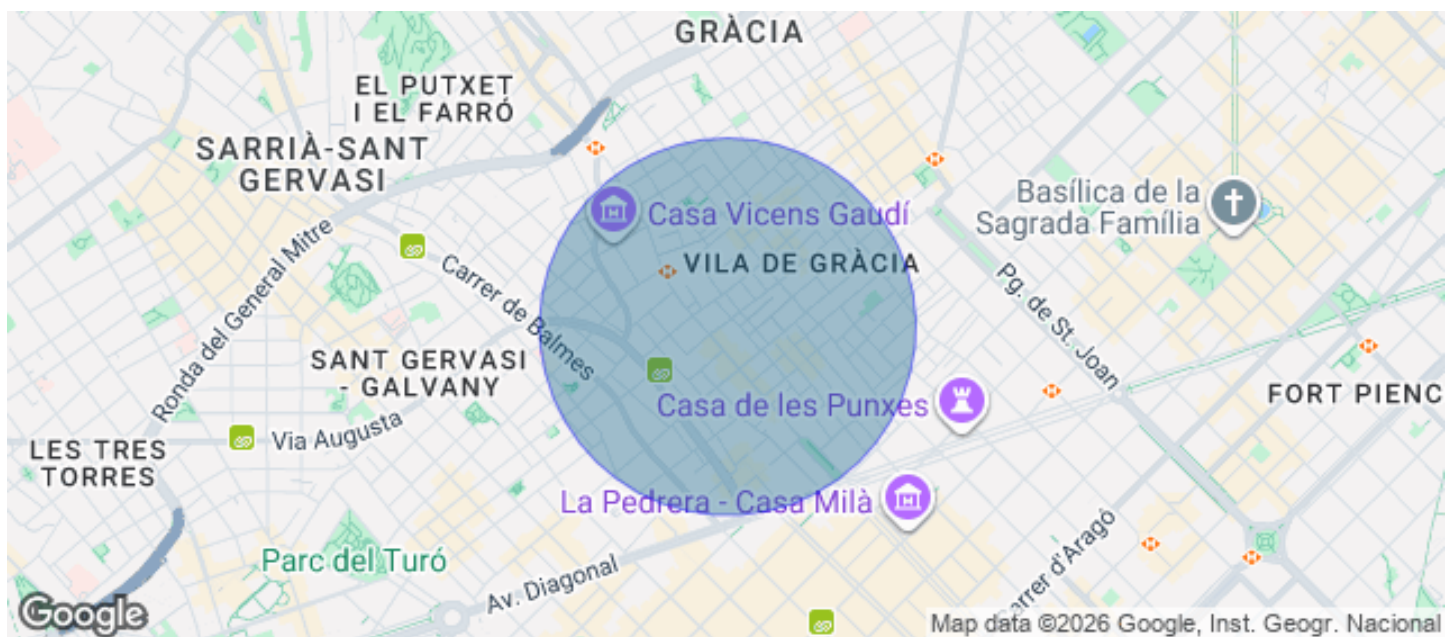 GRÀCIA
EL PUTXET
I EL FARRÓ
SARRIÀ-SANT
GERVASI
Casa Vicens Gaudí
Basílica de la
Sagrada Família
VILA DE GRÀCIA
Ronda del General Mitre
Carrer de Balmes
Pg. de St. Joan
SANT GERVASI
- GALVANY
Casa de les Punxes
FORT PIENC
Via Augusta
LES TRES
TORRES
La Pedrera - Casa Milà
Parc del Turó
Av. Diagonal
Carrer d'Aragó
Google
Map data ©2026 Google, Inst. Geogr. Nacional